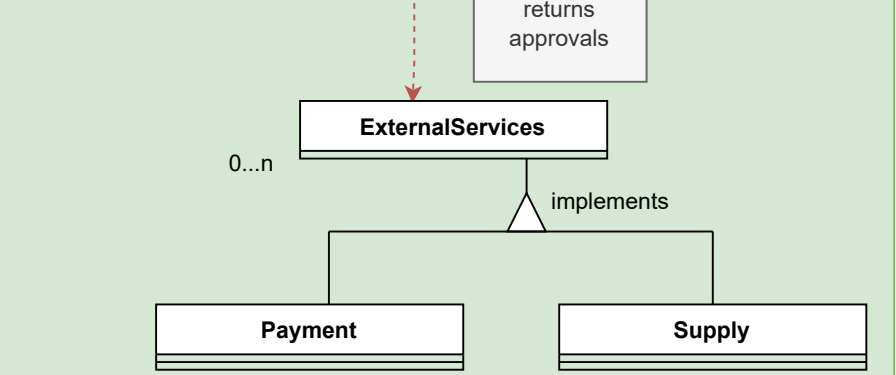 returns
approvals
ExternalServices
0...n
implements
Payment
Supply